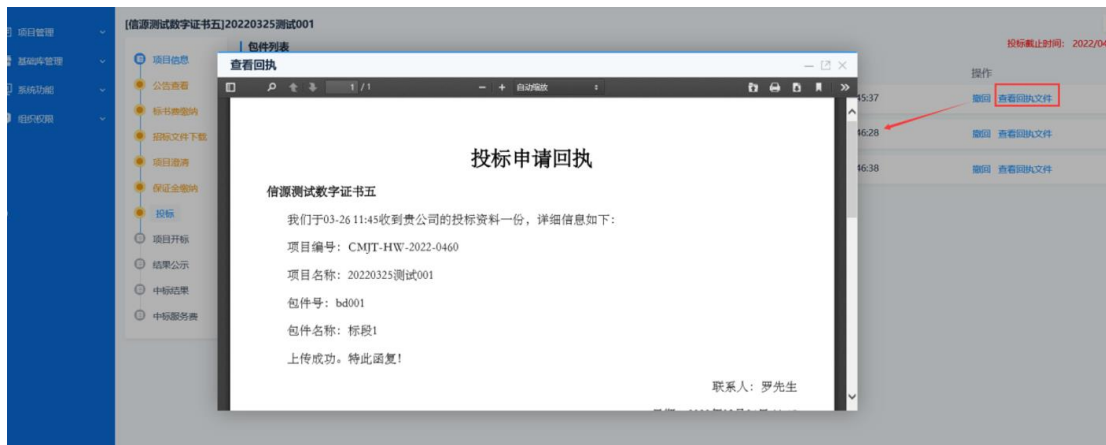 [信源测试数字证书五]20220325测试001
项目管理
基础库管理
系统功能
组织权限
项目信息
公告查看
标书费缴纳
招标文件下载
项目邀请
保证金缴纳
投标
项目开标
结果公示
中标结果
中标服务费
包件列表
投标截止时间： 2022/04
操作
45:37 撤回 查看回执文件
46:28 撤回 查看回执文件
46:38 撤回 查看回执文件
查看回执
1 / 1 自动缩放
投标申请回执
信源测试数字证书五
我们于03-26 11:45收到贵公司的投标资料一份，详细信息如下：
项目编号：CMJT-HW-2022-0460
项目名称：20220325测试001
包件号：bd001
包件名称：标段1
上传成功。特此函复！
联系人：罗先生